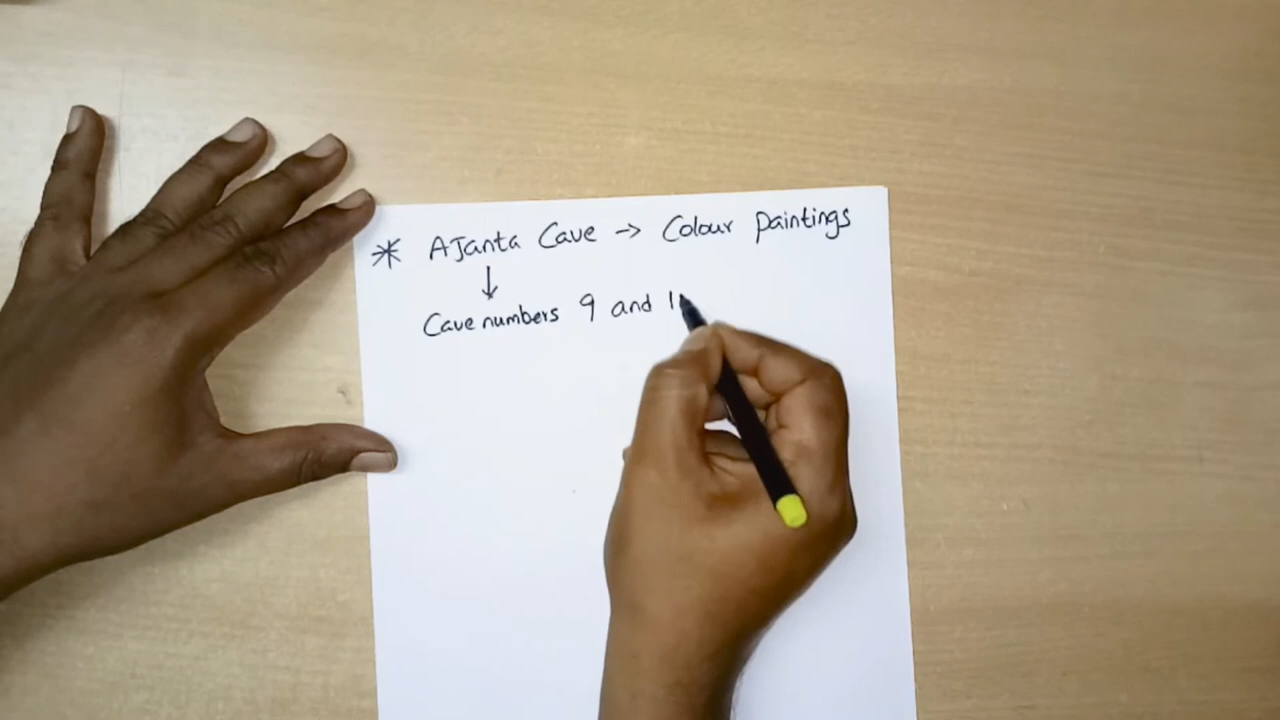 * AJanta Cave → Colour Paintings
↓
Cave numbers 9 and 1